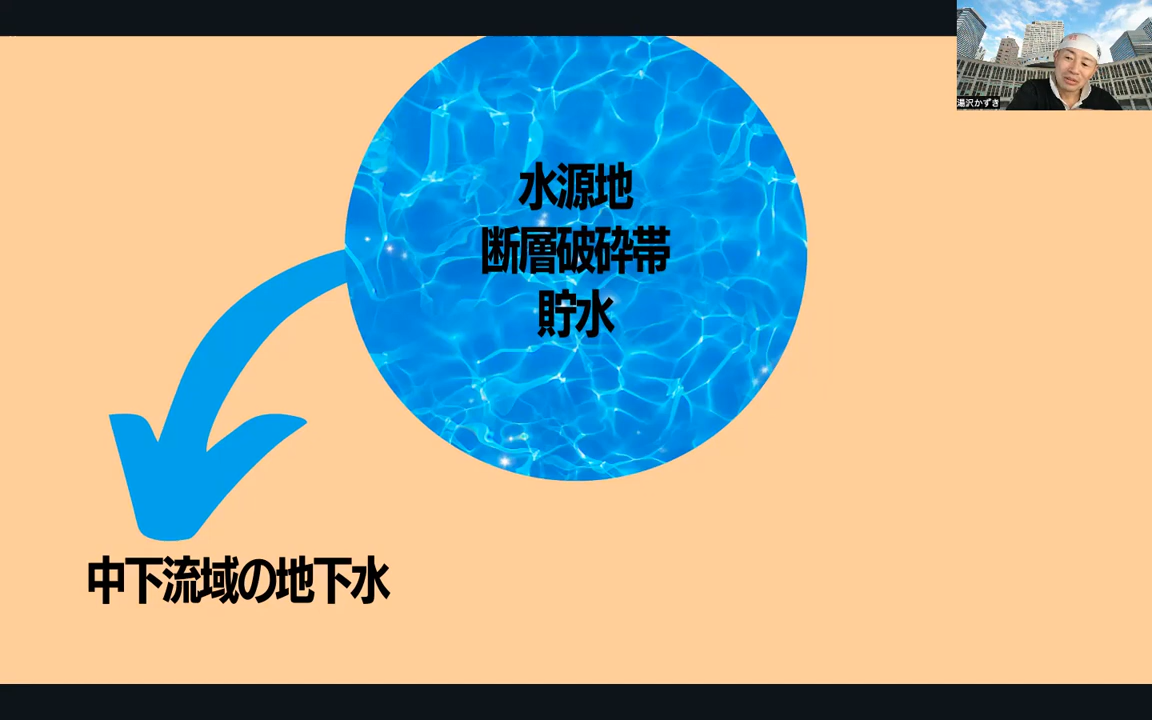 水源地
断層破砕帯
貯水
中下流域の地下水
湯沢かずき